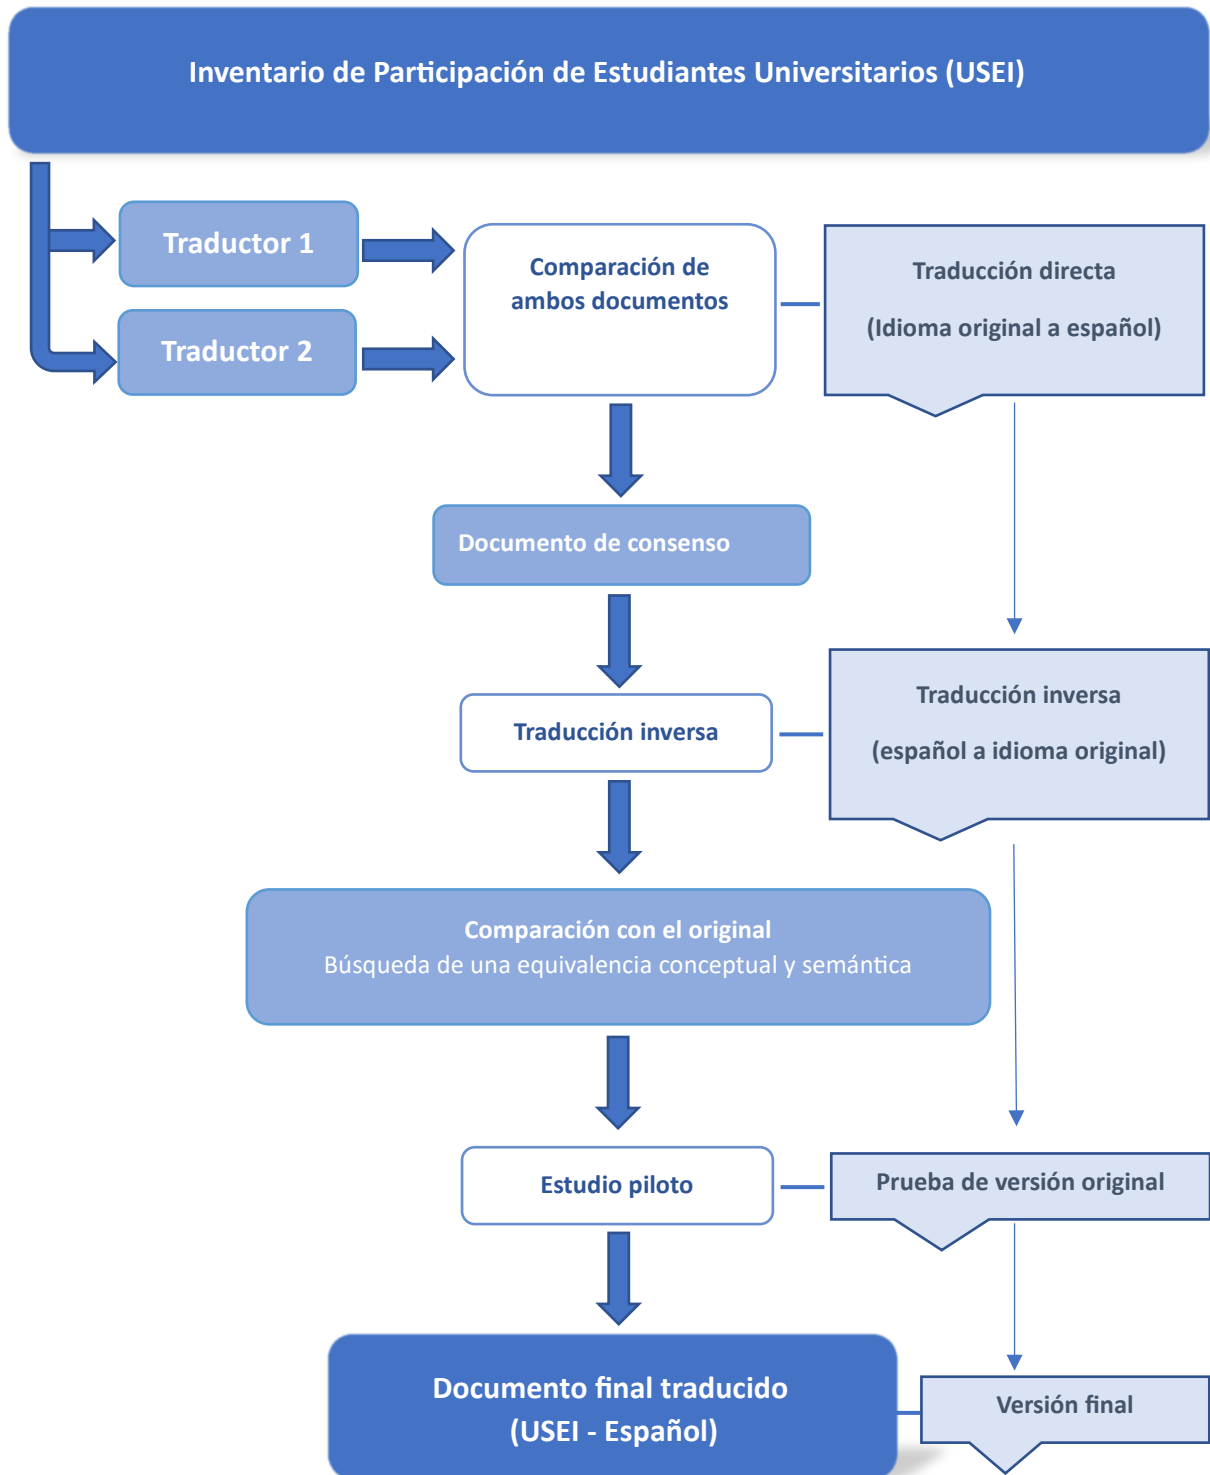 Inventario de Participación de Estudiantes Universitarios (USEI)
Traductor 1
Traductor 2
Comparación de
ambos documentos
Traducción directa
(Idioma original a español)
Documento de consenso
Traducción inversa
Traducción inversa
(español a idioma original)
Comparación con el original
Búsqueda de una equivalencia conceptual y semántica
Estudio piloto
Prueba de versión original
Documento final traducido
(USEI - Español)
Versión final